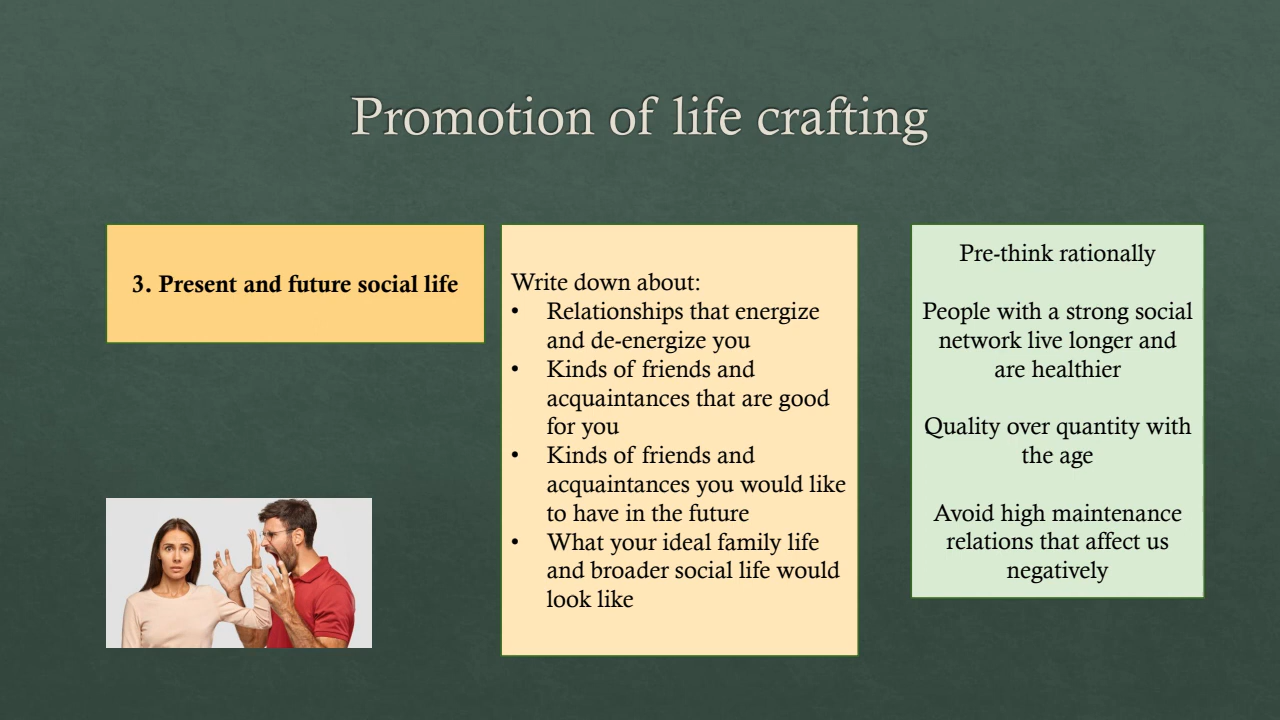 Promotion of life crafting
3. Present and future social life
Write down about:
• Relationships that energize
and de-energize you
• Kinds of friends and
acquaintances that are good
for you
• Kinds of friends and
acquaintances you would like
to have in the future
• What your ideal family life
and broader social life would
look like
Pre-think rationally
People with a strong social
network live longer and
are healthier
Quality over quantity with
the age
Avoid high maintenance
relations that affect us
negatively